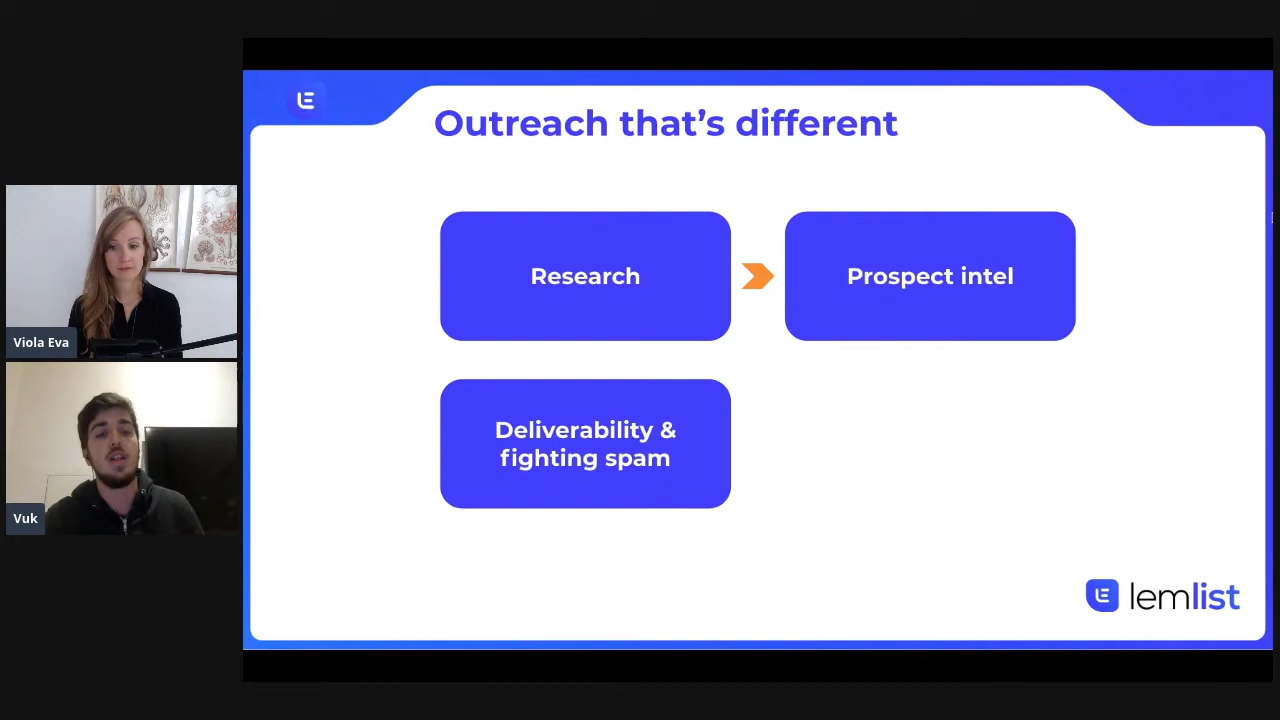 Outreach that's different
Research
Prospect intel
Deliverability &
fighting spam
lemlist
Viola Eva
Vuk